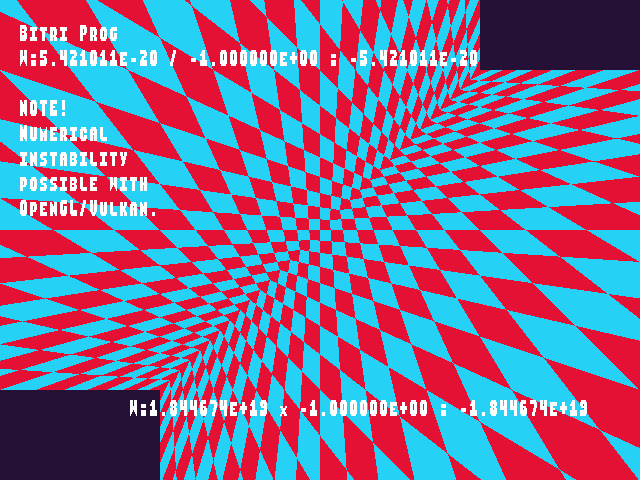 Bitri Prog
W:5.421011E-20 / -1.000000E+00 : -5.421011E-20
NOTE!
Numerical
instability
possible with
OpenGL/Vulkan.
W:1.844674E+19 x -1.000000E+00 : -1.844674E+19